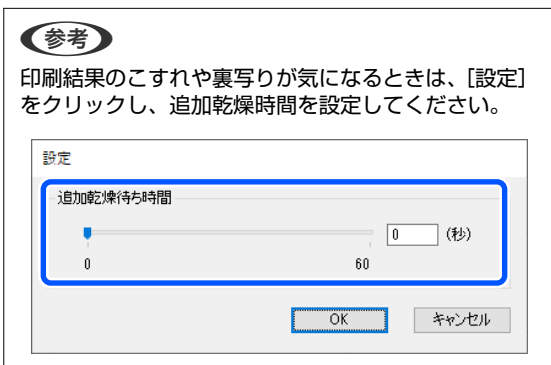 参考
印刷結果のこすれや裏写りが気になるときは、[設定]
をクリックし、追加乾燥時間を設定してください。
設定
追加乾燥待ち時間
0 (秒)
0 60
OK キャンセル